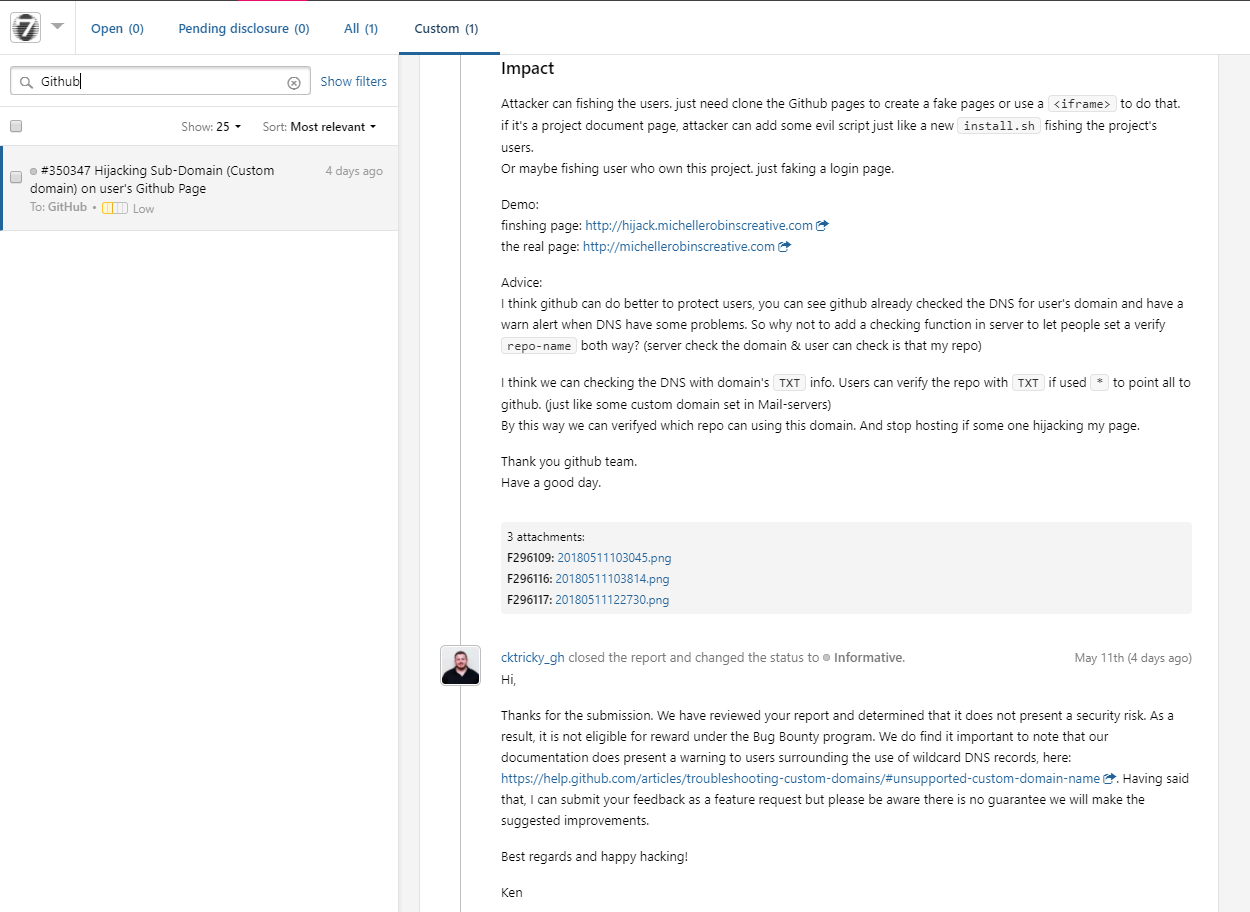 7
Open (0)
Pending disclosure (0)
All (1)
Custom (1)
Github
Show filters
Show: 25
Sort: Most relevant
#350347 Hijacking Sub-Domain (Custom
domain) on user's Github Page
4 days ago
To: GitHub • Low
Impact
Attacker can fishing the users. just need clone the Github pages to create a fake pages or use a <iframe> to do that.
if it's a project document page, attacker can add some evil script just like a new install.sh fishing the project's
users.
Or maybe fishing user who own this project. just faking a login page.
Demo:
finshing page: http://hijack.michellerobinscreative.com
the real page: http://michellerobinscreative.com
Advice:
I think github can do better to protect users, you can see github already checked the DNS for user's domain and have a
warn alert when DNS have some problems. So why not to add a checking function in server to let people set a verify
repo-name both way? (server check the domain & user can check is that my repo)
I think we can checking the DNS with domain's TXT info. Users can verify the repo with TXT if used * to point all to
github. (just like some custom domain set in Mail-servers)
By this way we can verifyed which repo can using this domain. And stop hosting if some one hijacking my page.
Thank you github team.
Have a good day.
3 attachments:
F296109: 20180511103045.png
F296116: 20180511103814.png
F296117: 20180511122730.png
cktricky_gh closed the report and changed the status to Informative.
May 11th (4 days ago)
Hi,
Thanks for the submission. We have reviewed your report and determined that it does not present a security risk. As a
result, it is not eligible for reward under the Bug Bounty program. We do find it important to note that our
documentation does present a warning to users surrounding the use of wildcard DNS records, here:
https://help.github.com/articles/troubleshooting-custom-domains/#unsupported-custom-domain-name. Having said
that, I can submit your feedback as a feature request but please be aware there is no guarantee we will make the
suggested improvements.
Best regards and happy hacking!
Ken